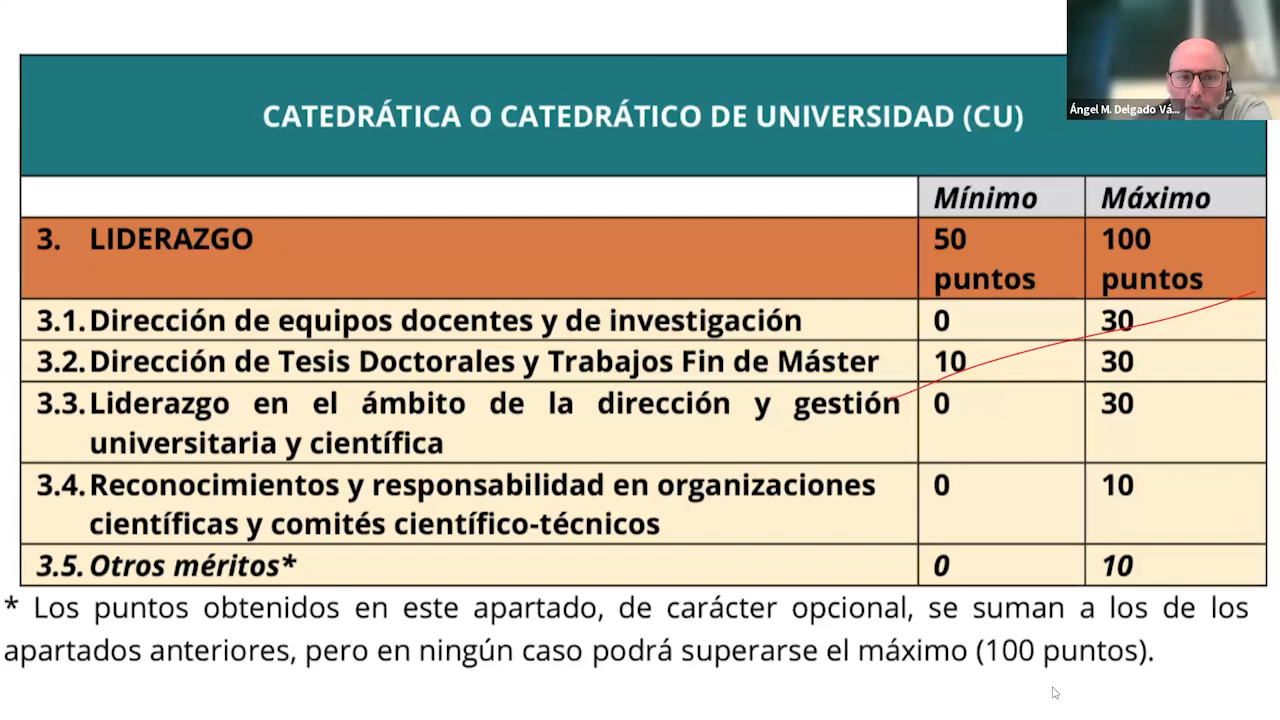 Ángel M. Delgado Vá...
CATEDRÁTICA O CATEDRÁTICO DE UNIVERSIDAD (CU)
Mínimo Máximo
3. LIDERAZGO 50 puntos 100 puntos
3.1. Dirección de equipos docentes y de investigación 0 30
3.2. Dirección de Tesis Doctorales y Trabajos Fin de Máster 10 30
3.3. Liderazgo en el ámbito de la dirección y gestión 0 30
universitaria y científica
3.4. Reconocimientos y responsabilidad en organizaciones 0 10
científicas y comités científico-técnicos
3.5. Otros méritos* 0 10
* Los puntos obtenidos en este apartado, de carácter opcional, se suman a los de los
apartados anteriores, pero en ningún caso podrá superarse el máximo (100 puntos).